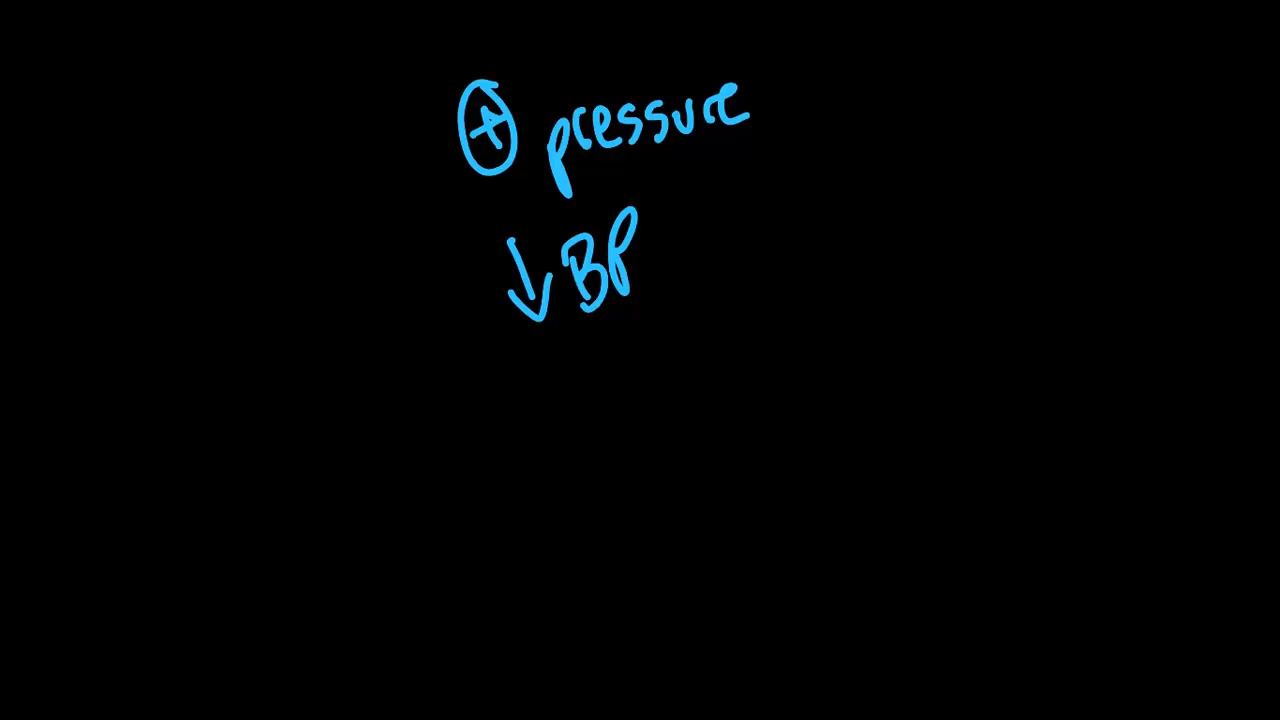 ⊕ pressure
↓ BP